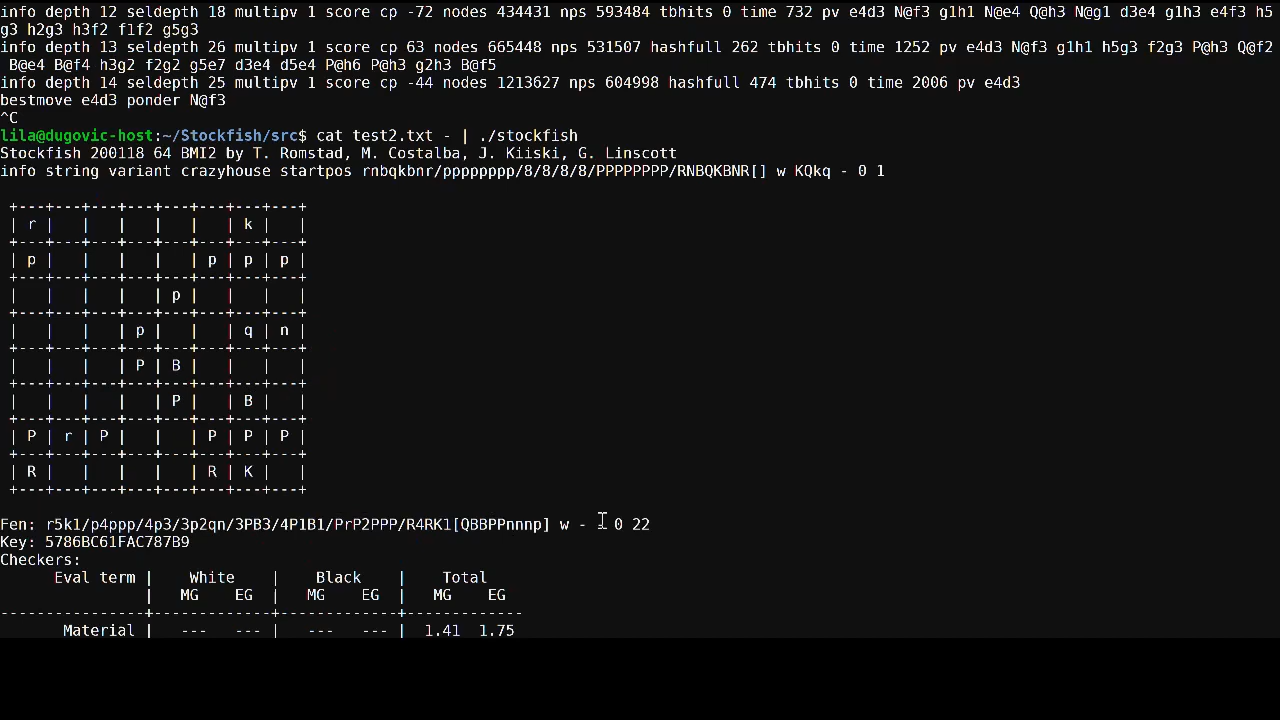 info depth 12 seldepth 18 multipv 1 score cp -72 nodes 434431 nps 593484 tbhits 0 time 732 pv e4d3 N@f3 g1h1 N@e4 Q@h3 N@g1 d3e4 g1h3 e4f3 h5
g3 h2g3 h3f2 f1f2 g5g3
info depth 13 seldepth 26 multipv 1 score cp 63 nodes 665448 nps 531507 hashfull 262 tbhits 0 time 1252 pv e4d3 N@f3 g1h1 h5g3 f2g3 P@h3 Q@f2
B@e4 B@f4 h3g2 f2g2 g5e7 d3e4 d5e4 P@h6 P@h3 g2h3 B@f5
info depth 14 seldepth 25 multipv 1 score cp -44 nodes 1213627 nps 604998 hashfull 474 tbhits 0 time 2006 pv e4d3
bestmove e4d3 ponder N@f3
^C
lila@dugovic-host:~/Stockfish/src$ cat test2.txt - | ./stockfish
Stockfish 200118 64 BMI2 by T. Romstad, M. Costalba, J. Kiiski, G. Linscott
info string variant crazyhouse startpos rnbqkbnr/pppppppp/8/8/8/8/PPPPPPPP/RNBQKBNR[] w KQkq - 0 1
+---+---+---+---+---+---+---+---+
| r |   |   |   |   |   | k |   |
+---+---+---+---+---+---+---+---+
| p |   |   |   |   | p | p | p |
+---+---+---+---+---+---+---+---+
|   |   |   |   | p |   |   |   |
+---+---+---+---+---+---+---+---+
|   |   |   | p |   |   | q | n |
+---+---+---+---+---+---+---+---+
|   |   |   | P | B |   |   |   |
+---+---+---+---+---+---+---+---+
|   |   |   |   | P |   | B |   |
+---+---+---+---+---+---+---+---+
| P | r | P |   |   | P | P | P |
+---+---+---+---+---+---+---+---+
| R |   |   |   |   | R | K |   |
+---+---+---+---+---+---+---+---+
Fen: r5k1/p4ppp/4p3/3p2qn/3PB3/4P1B1/PrP2PPP/R4RK1[QBBPPnnnp] w - - 0 22
Key: 5786BC61FAC787B9
Checkers:
Eval term | White | Black | Total
| MG EG | MG EG | MG EG
----------------+-------------+-------------+-------------
Material | --- --- | --- --- | 1.41 1.75